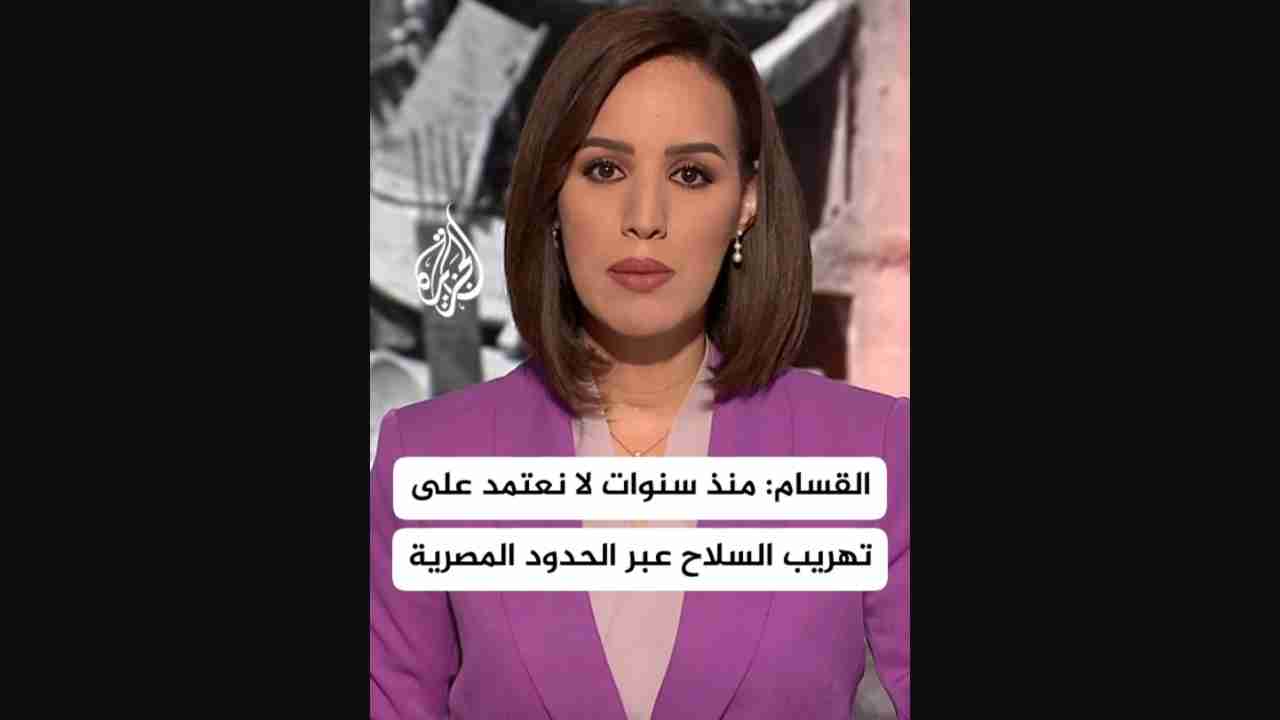 الجزيرة
القسام: منذ سنوات لا نعتمد على
تهريب السلاح عبر الحدود المصرية